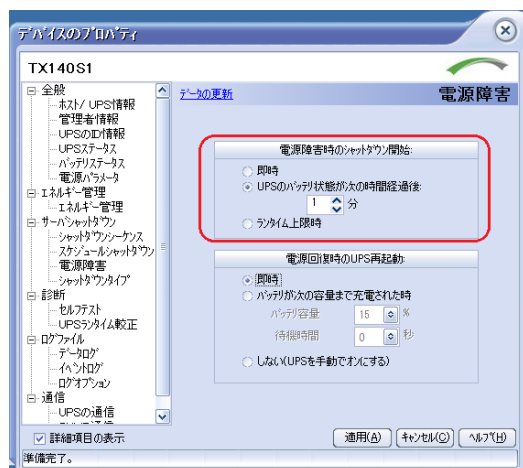 デバイスのプロパティ
TX140S1
全般
ホスト/ UPS情報
管理者情報
UPSのID情報
UPSステータス
バッテリステータス
電源パラメータ
エネルギー管理
エネルギー管理
サーバシャットダウン
シャットダウンシーケンス
スケジュールシャットダウン
電源障害
シャットダウンタイプ
診断
セルフテスト
UPSランタイム較正
ログファイル
データログ
イベントログ
ログオプション
通信
UPSの通信
データの更新
電源障害
電源障害時のシャットダウン開始:
即時
UPSのバッテリ状態が次の時間経過後:
1 分
ランタイム上限時
電源回復時のUPS再起動:
即時
バッテリが次の容量まで充電された時
バッテリ容量 15 %
待機時間 0 秒
しない(UPSを手動でオンにする)
詳細項目の表示
適用(A) キャンセル(C) ヘルプ(H)
準備完了。